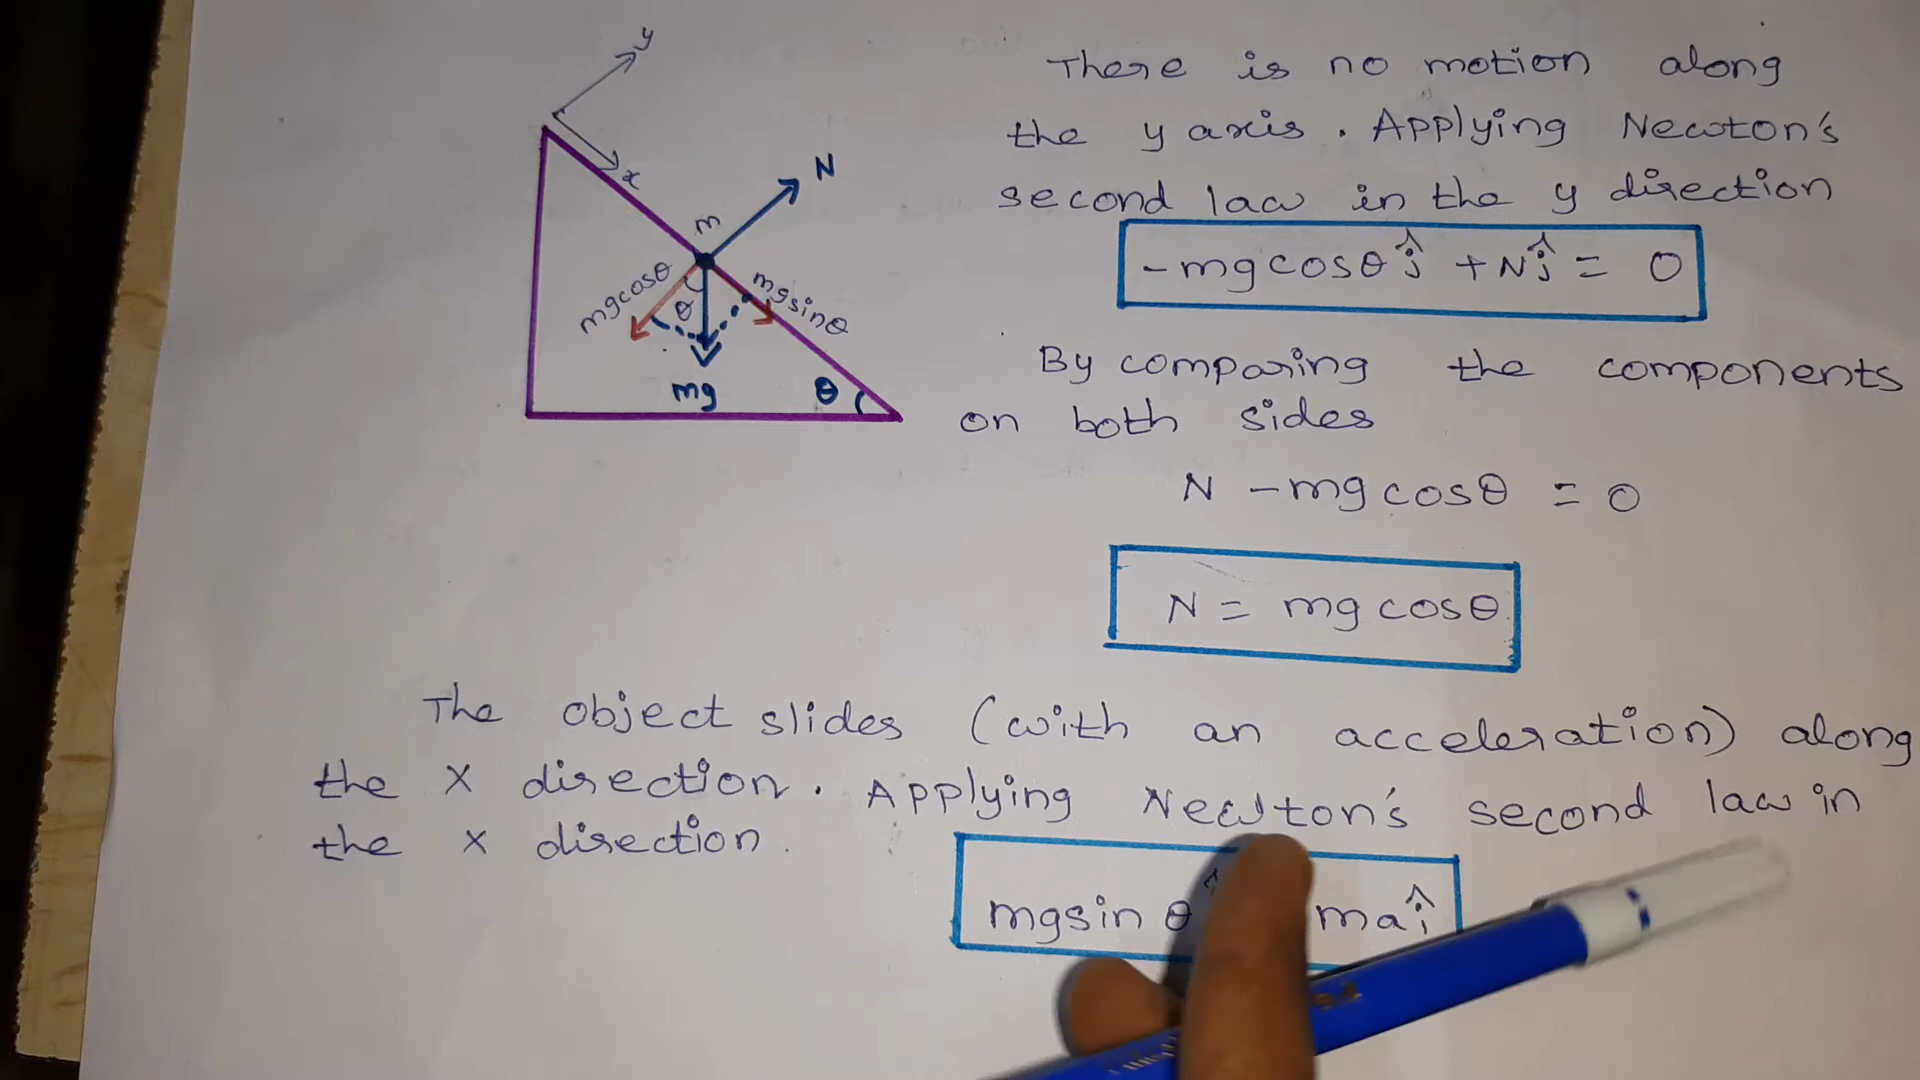 y
x
N
m
mgcosθ
θ
mgsinθ
mg
θ
There is no motion along
the y axis. Applying Newton's
second law in the y direction
-mgcosθ ĵ + Nĵ = 0
By comparing the components
on both sides
N - mg cosθ = 0
N = mg cosθ
The object slides (with an acceleration) along
the X direction. Applying Newton's second law in
the X direction.
mgsin θ maî